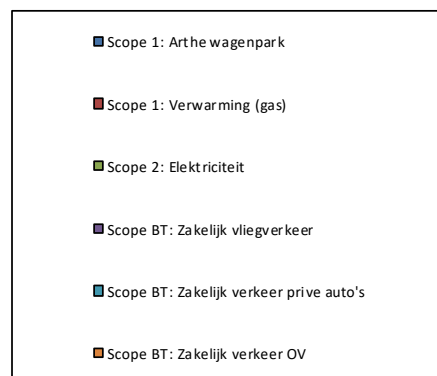 Scope 1: Arthe wagenpark
Scope 1: Verwarming (gas)
Scope 2: Elektriciteit
Scope BT: Zakelijk vliegverkeer
Scope BT: Zakelijk verkeer prive auto's
Scope BT: Zakelijk verkeer OV